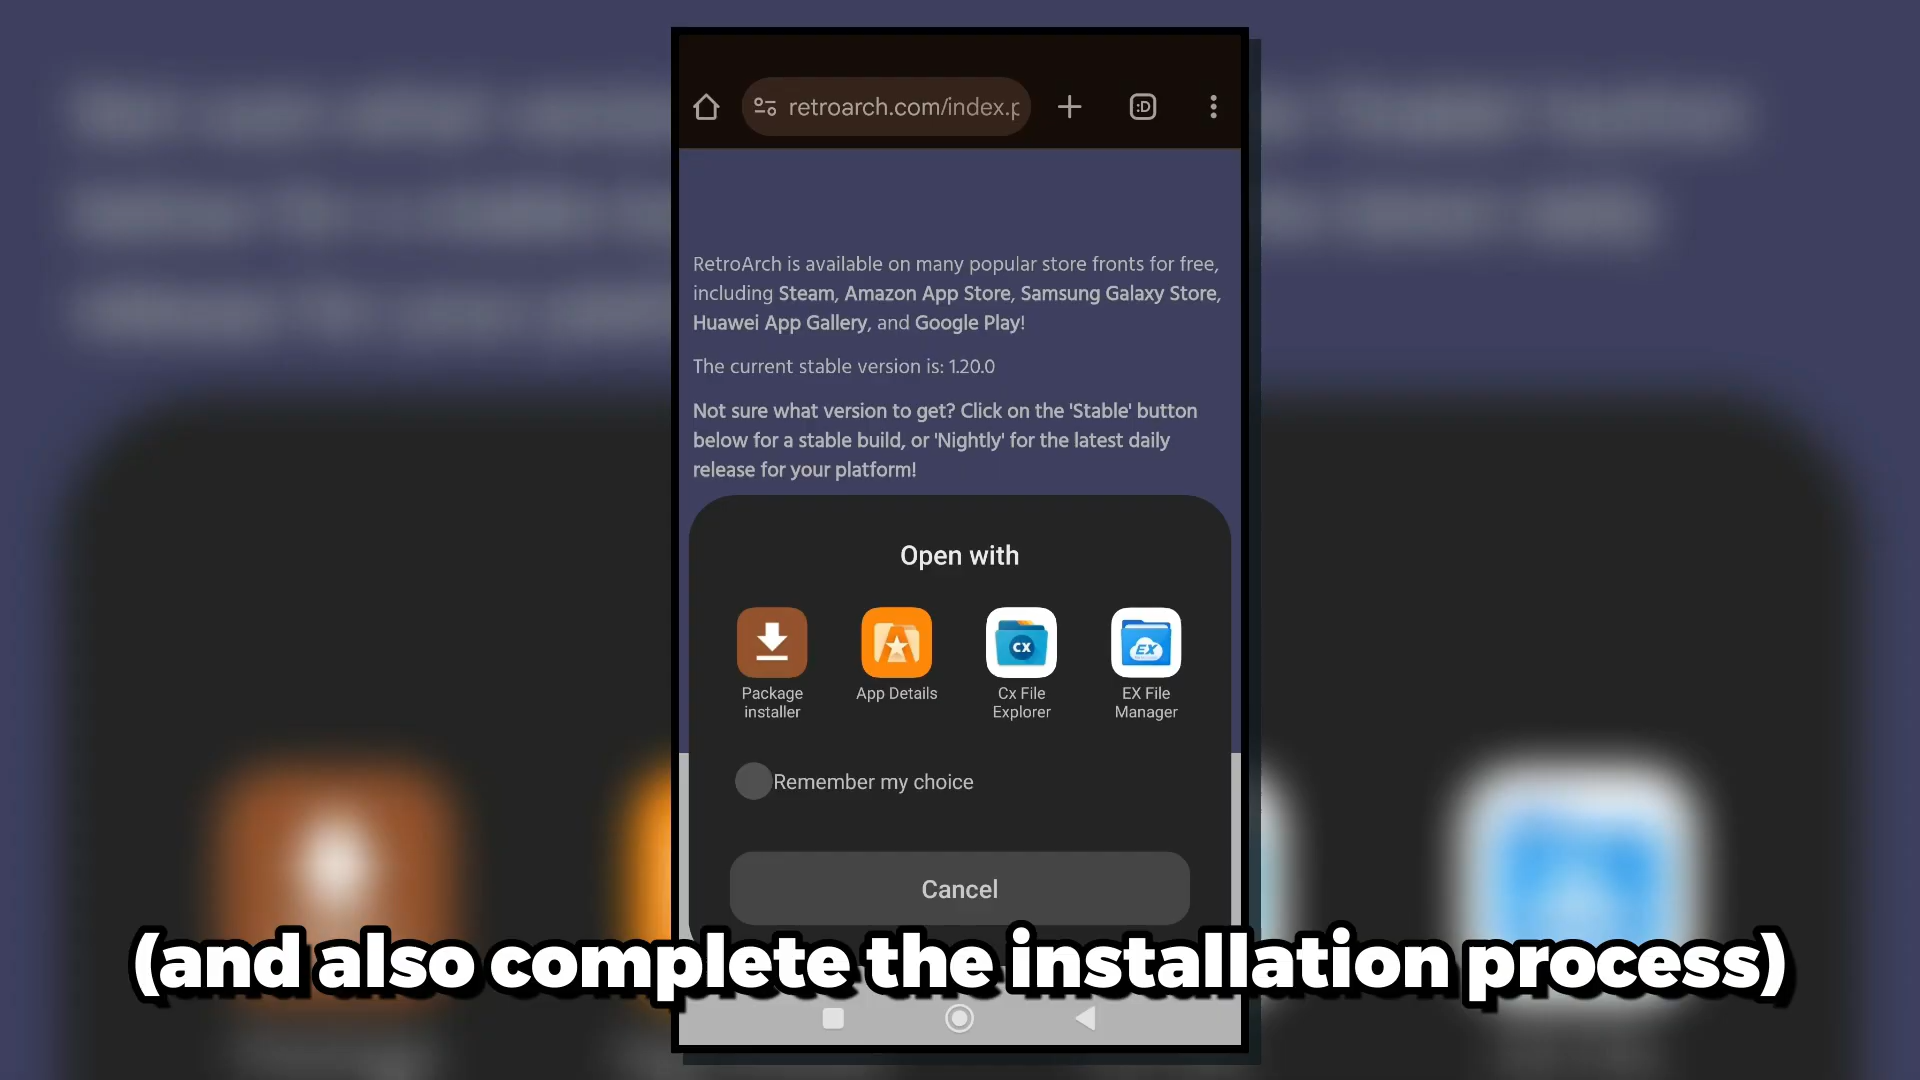 retroarch.com/index.p
:D
RetroArch is available on many popular store fronts for free,
including Steam, Amazon App Store, Samsung Galaxy Store,
Huawei App Gallery, and Google Play!
The current stable version is: 1.20.0
Not sure what version to get? Click on the 'Stable' button
below for a stable build, or 'Nightly' for the latest daily
release for your platform!
Open with
CX
EX
Package
installer
App Details
Cx File
Explorer
EX File
Manager
Remember my choice
Cancel
(and also complete the installation process)